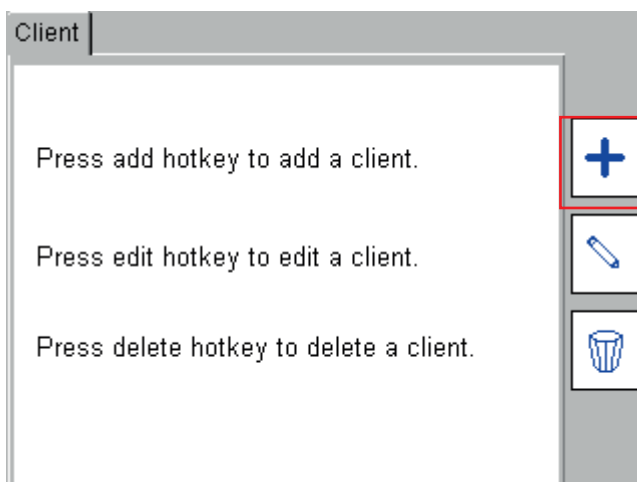 Client
Press add hotkey to add a client.
Press edit hotkey to edit a client.
Press delete hotkey to delete a client.